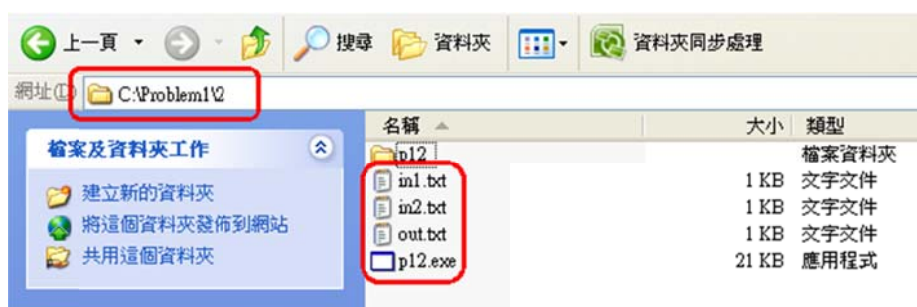 上一頁 搜尋 資料夾 資料夾同步處理
網址(D) C:\Problem1\2
名稱 大小 類型
檔案及資料夾工作
建立新的資料夾
將這個資料夾發佈到網站
共用這個資料夾
p12 檔案資料夾
in1.txt 1 KB 文字文件
in2.txt 1 KB 文字文件
out.txt 1 KB 文字文件
p12.exe 21 KB 應用程式